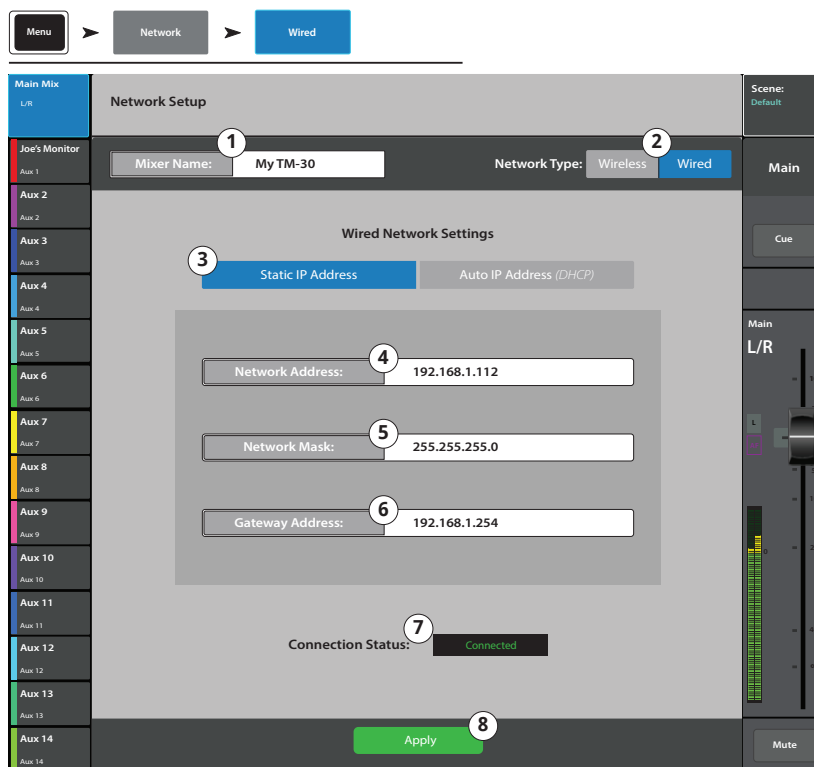 Menu Network Wired
Main Mix
L/R
Network Setup
Scene:
Default
Joe's Monitor
Aux 1
1
Mixer Name: My TM-30
2
Network Type: Wireless Wired
Main
Aux 2
Aux 2
Aux 3
Aux 3
Wired Network Settings
Cue
3
Static IP Address Auto IP Address (DHCP)
Aux 4
Aux 4
Aux 5
Aux 5
Main
L/R
4
Network Address: 192.168.1.112
Aux 6
Aux 6
Aux 7
Aux 7
L
5
Network Mask: 255.255.255.0
Aux 8
Aux 8
Aux 9
Aux 9
6
Gateway Address: 192.168.1.254
0
Aux 10
Aux 10
Aux 11
Aux 11
7
Connection Status: Connected
Aux 12
Aux 12
Aux 13
Aux 13
Aux 14
Aux 14
8
Apply
Mute